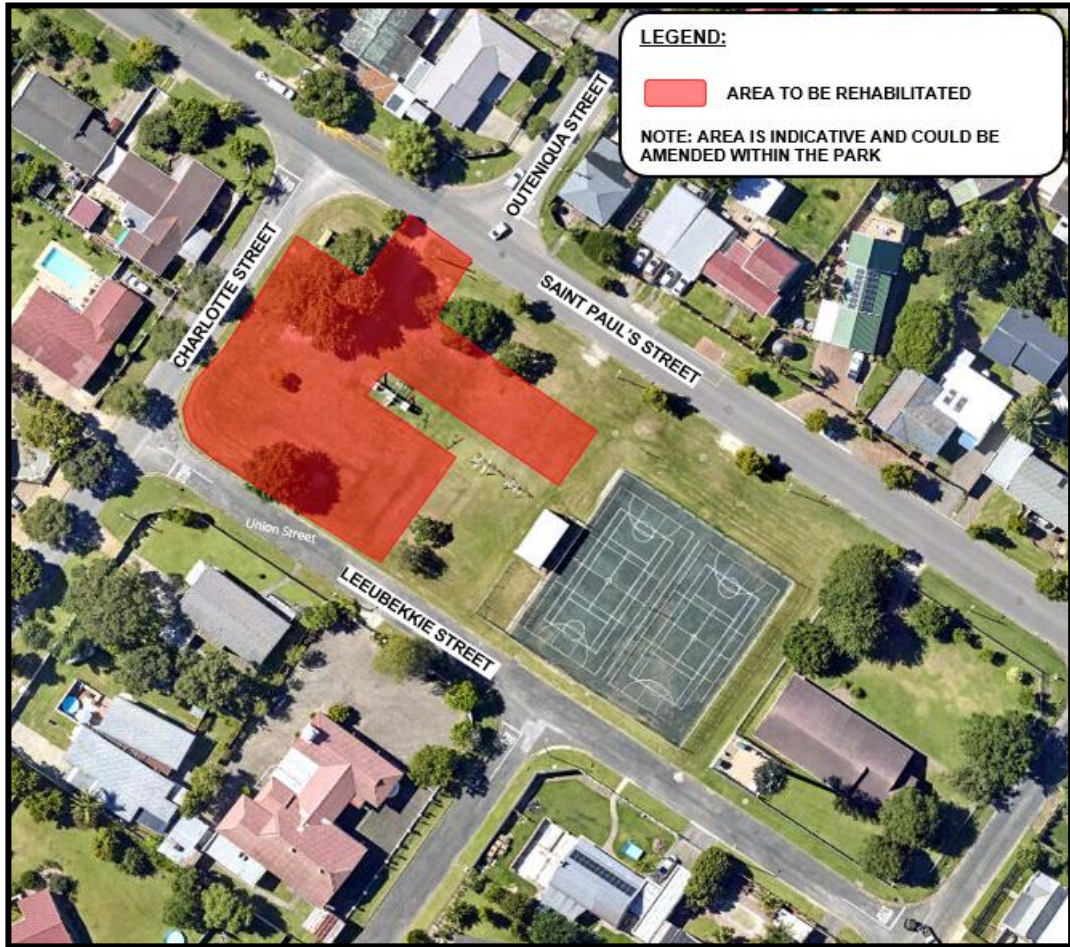 LEGEND:
AREA TO BE REHABILITATED
NOTE: AREA IS INDICATIVE AND COULD BE
AMENDED WITHIN THE PARK
OUTENIQUA STREET
CHARLOTTE STREET
SAINT PAUL'S STREET
Union Street
LEEUBEKKIE STREET